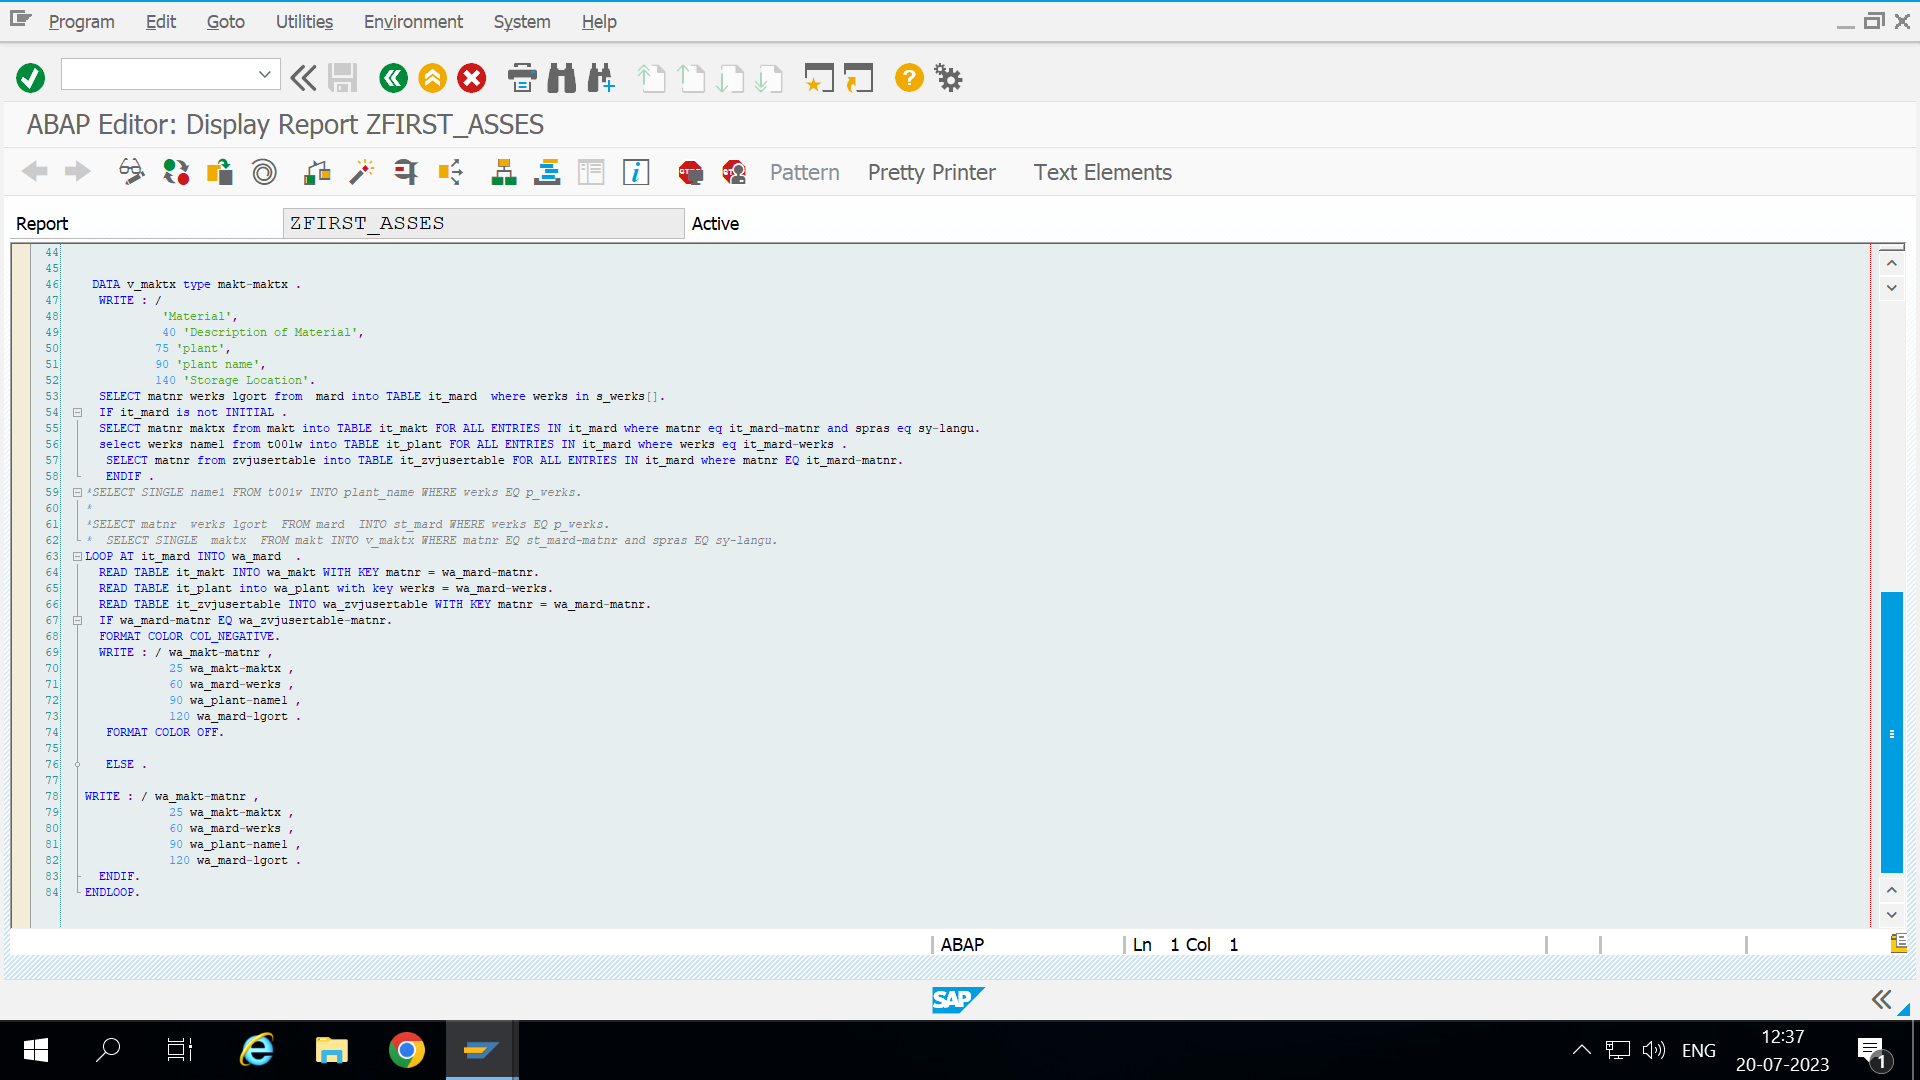 Program Edit Goto Utilities Environment System Help
ABAP Editor: Display Report ZFIRST_ASSES
Pattern Pretty Printer Text Elements
Report ZFIRST_ASSES Active
44
45
46 DATA v_maktx type makt-maktx .
47 WRITE : /
48 'Material',
49 40 'Description of Material',
50 75 'plant',
51 90 'plant name',
52 140 'Storage Location'.
53 SELECT matnr werks lgort from mard into TABLE it_mard where werks in s_werks[].
54 IF it_mard is not INITIAL .
55 SELECT matnr maktx from makt into TABLE it_makt FOR ALL ENTRIES IN it_mard where matnr eq it_mard-matnr and spras eq sy-langu.
56 select werks name1 from t001w into TABLE it_plant FOR ALL ENTRIES IN it_mard where werks eq it_mard-werks .
57 SELECT matnr from zvjusertable into TABLE it_zvjusertable FOR ALL ENTRIES IN it_mard where matnr EQ it_mard-matnr.
58 ENDIF .
59 *SELECT SINGLE name1 FROM t001w INTO plant_name WHERE werks EQ p_werks.
60 *
61 *SELECT matnr werks lgort FROM mard INTO st_mard WHERE werks EQ p_werks.
62 * SELECT SINGLE maktx FROM makt INTO v_maktx WHERE matnr EQ st_mard-matnr and spras EQ sy-langu.
63 LOOP AT it_mard INTO wa_mard .
64 READ TABLE it_makt INTO wa_makt WITH KEY matnr = wa_mard-matnr.
65 READ TABLE it_plant into wa_plant with key werks = wa_mard-werks.
66 READ TABLE it_zvjusertable INTO wa_zvjusertable WITH KEY matnr = wa_mard-matnr.
67 IF wa_mard-matnr EQ wa_zvjusertable-matnr.
68 FORMAT COLOR COL_NEGATIVE.
69 WRITE : / wa_makt-matnr ,
70 25 wa_makt-maktx ,
71 60 wa_mard-werks ,
72 90 wa_plant-name1 ,
73 120 wa_mard-lgort .
74 FORMAT COLOR OFF.
75
76 ELSE .
77
78 WRITE : / wa_makt-matnr ,
79 25 wa_makt-maktx ,
80 60 wa_mard-werks ,
81 90 wa_plant-name1 ,
82 120 wa_mard-lgort .
83 ENDIF.
84 ENDLOOP.
ABAP Ln 1 Col 1
SAP
ENG
12:37
20-07-2023
1